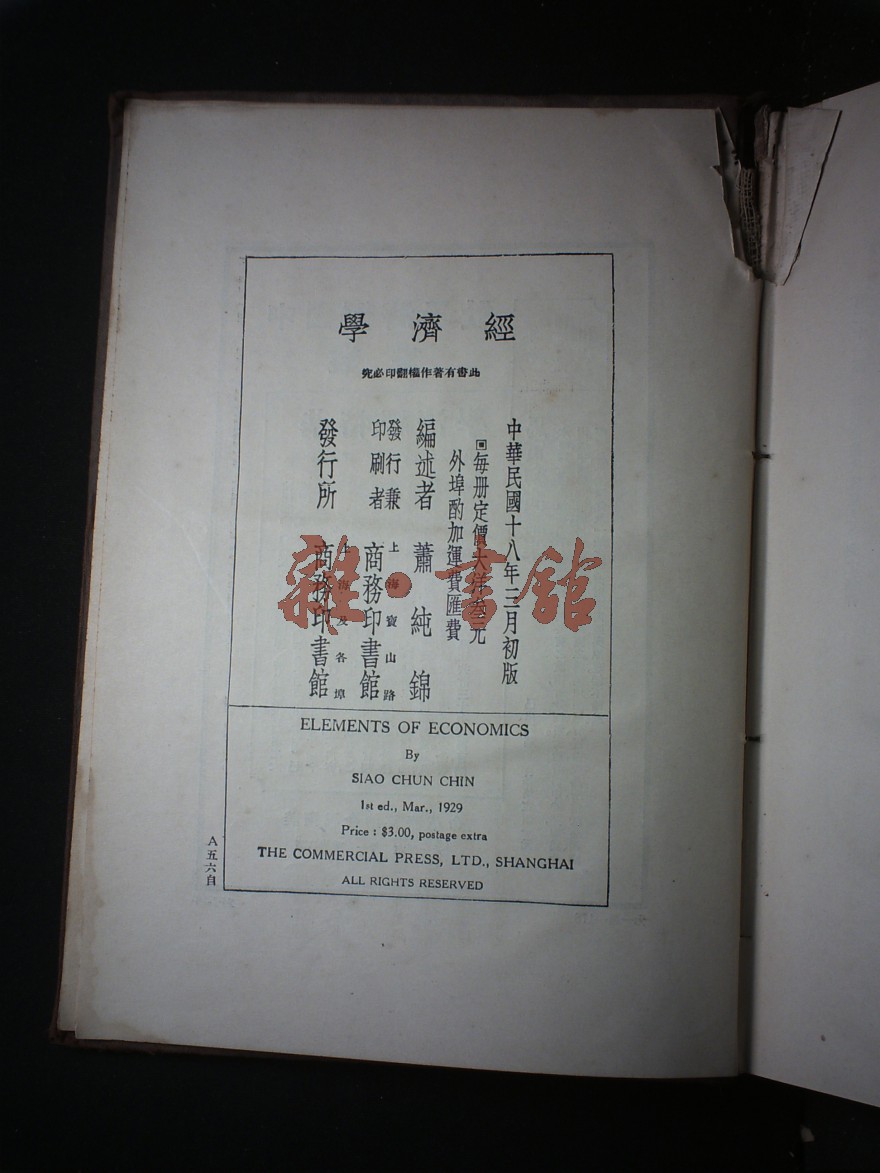 經濟學
此書有著作權翻印必究
中華民國十八年三月初版
回每册定價大洋叁元
外埠酌加運費匯費
編述者 蕭純錦
發行兼印刷者 上海寶山路 商務印書館
發行所 上海及各埠 商務印書館
雜·書館
ELEMENTS OF ECONOMICS
By
SIAO CHUN CHIN
1st ed., Mar., 1929
Price : $3.00, postage extra
THE COMMERCIAL PRESS, LTD., SHANGHAI
ALL RIGHTS RESERVED
A五六自